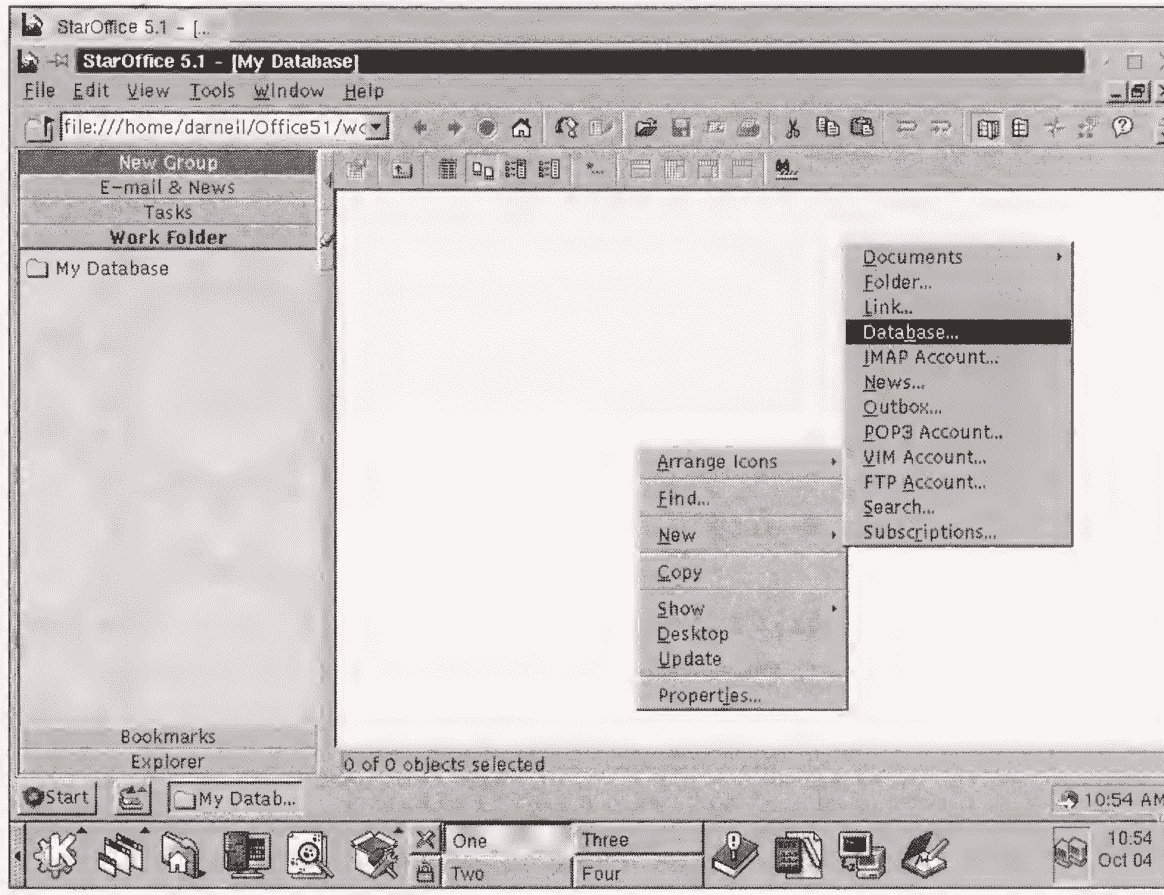 StarOffice 5.1 - [...
StarOffice 5.1 - [My Database]
File Edit View Tools Window Help
file:///home/darneil/Office51/wo
New Group
E-mail & News
Tasks
Work Folder
My Database
Documents
Folder...
Link...
Database...
IMAP Account...
News...
Outbox...
POP3 Account...
VIM Account...
FTP Account...
Search...
Subscriptions...
Arrange Icons
Find...
New
Copy
Show
Desktop
Update
Properties...
Bookmarks
Explorer
0 of 0 objects selected
Start My Datab... 10:54 AM
One Three 10:54
Two Four Oct 04